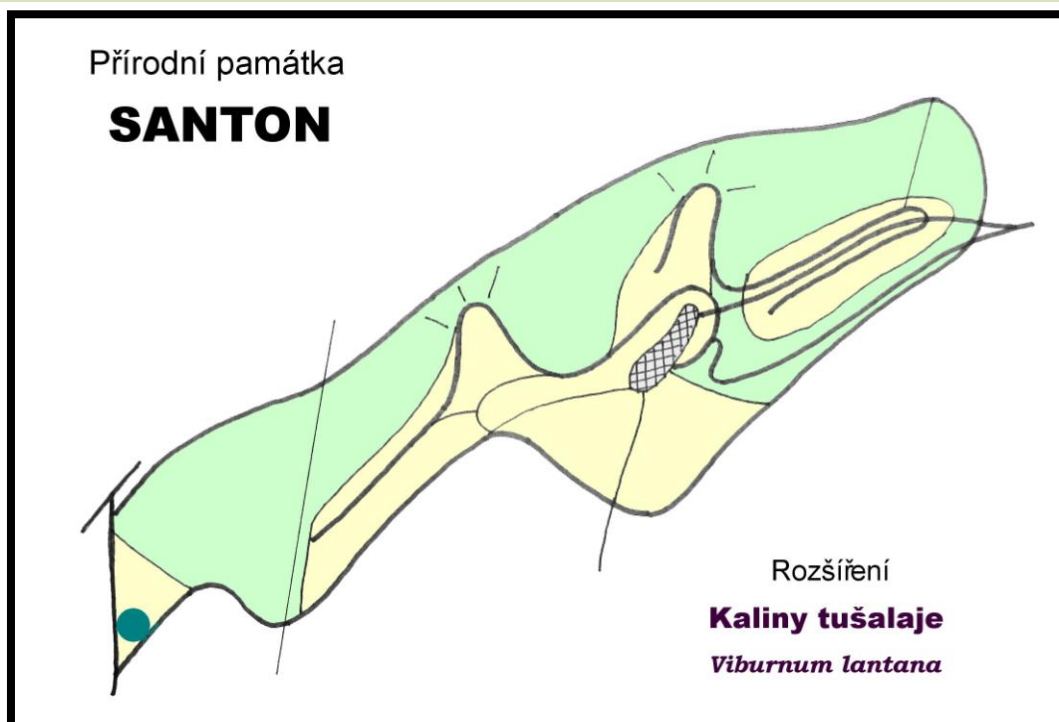 Přírodní památka
SANTON
Rozšíření
Kaliny tušalaje
Viburnum lantana